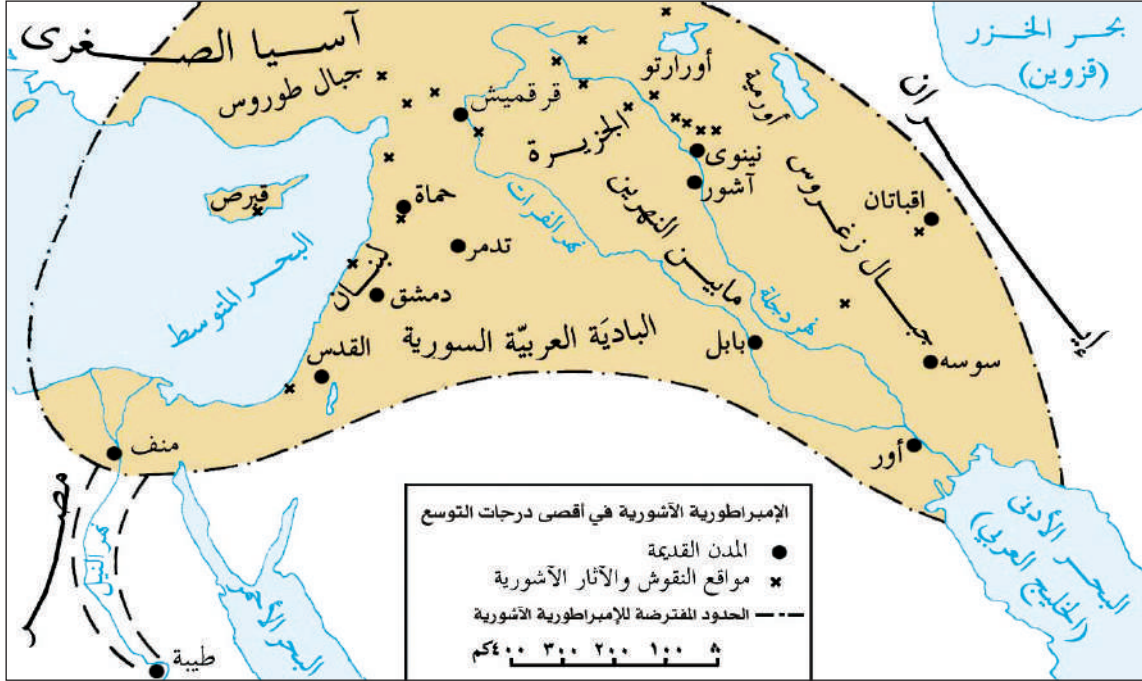 آسيا الصغرى
جبال طوروس
بحر الخزر
(قزوين)
إيران
أورارتو
أورمية
قرقميش
الجزيرة
نينوى
آشور
جبال زغروس
اقباتان
قبرص
حماة
نهر الفرات
مابين النهرين
تدمر
البحر المتوسط
لبنان
دمشق
نهر دجلة
البادية العربيّة السورية
القدس
بابل
سوسه
منف
أور
مصر
نهر النيل
البحر الأحمر
طيبة
البحر الأدنى
(الخليج العربي)
الإمبراطورية الآشورية في أقصى درجات التوسع
المدن القديمة
مواقع النقوش والآثار الآشورية
الحدود المفترضة للإمبراطورية الآشورية
٠ ١٠٠ ٢٠٠ ٣٠٠ ٤٠٠كم